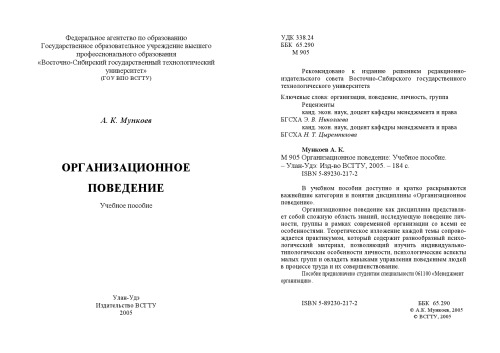 Федеральное агентство по образованию
Государственное образовательное учреждение высшего
профессионального образования
«Восточно-Сибирский государственный технологический
университет»
(ГОУ ВПО ВСГТУ)
А. К. Мункоев
ОРГАНИЗАЦИОННОЕ
ПОВЕДЕНИЕ
Учебное пособие
Улан-Удэ
Издательство ВСГТУ
2005
УДК 338.24
ББК 65.290
М 905
Рекомендовано к изданию решением редакционно-
издательского совета Восточно-Сибирского государственного
технологического университета
Ключевые слова: организация, поведение, личность, группа
Рецензенты
канд. экон. наук, доцент кафедры менеджмента и права
БГСХА Э. В. Николаева
канд. экон. наук, доцент кафедры менеджмента и права
БГСХА Н. Т. Цыремпилова
Мункоев А. К.
М 905 Организационное поведение: Учебное пособие.
– Улан-Удэ: Изд-во ВСГТУ, 2005. – 184 с.
ISBN 5-89230-217-2
В учебном пособии доступно и кратко раскрываются
важнейшие категории и понятия дисциплины «Организационное
поведение».
Организационное поведение как дисциплина представля-
ет собой сложную область знаний, исследующую поведение лич-
ности, группы в рамках современной организации со всеми ее
особенностями. Теоретическое изложение каждой темы сопрово-
ждается практикумом, который содержит разнообразный психо-
логический материал, позволяющий изучить индивидуально-
типологические особенности личности, психологические аспекты
малых групп и овладеть навыками управления поведением людей
в процессе труда и их совершенствование.
Пособие предназначено студентам специальности 061100 «Менеджмент
организации».
ISBN 5-89230-217-2
ББК 65.290
© А.К. Мункоев, 2005
© ВСГТУ, 2005